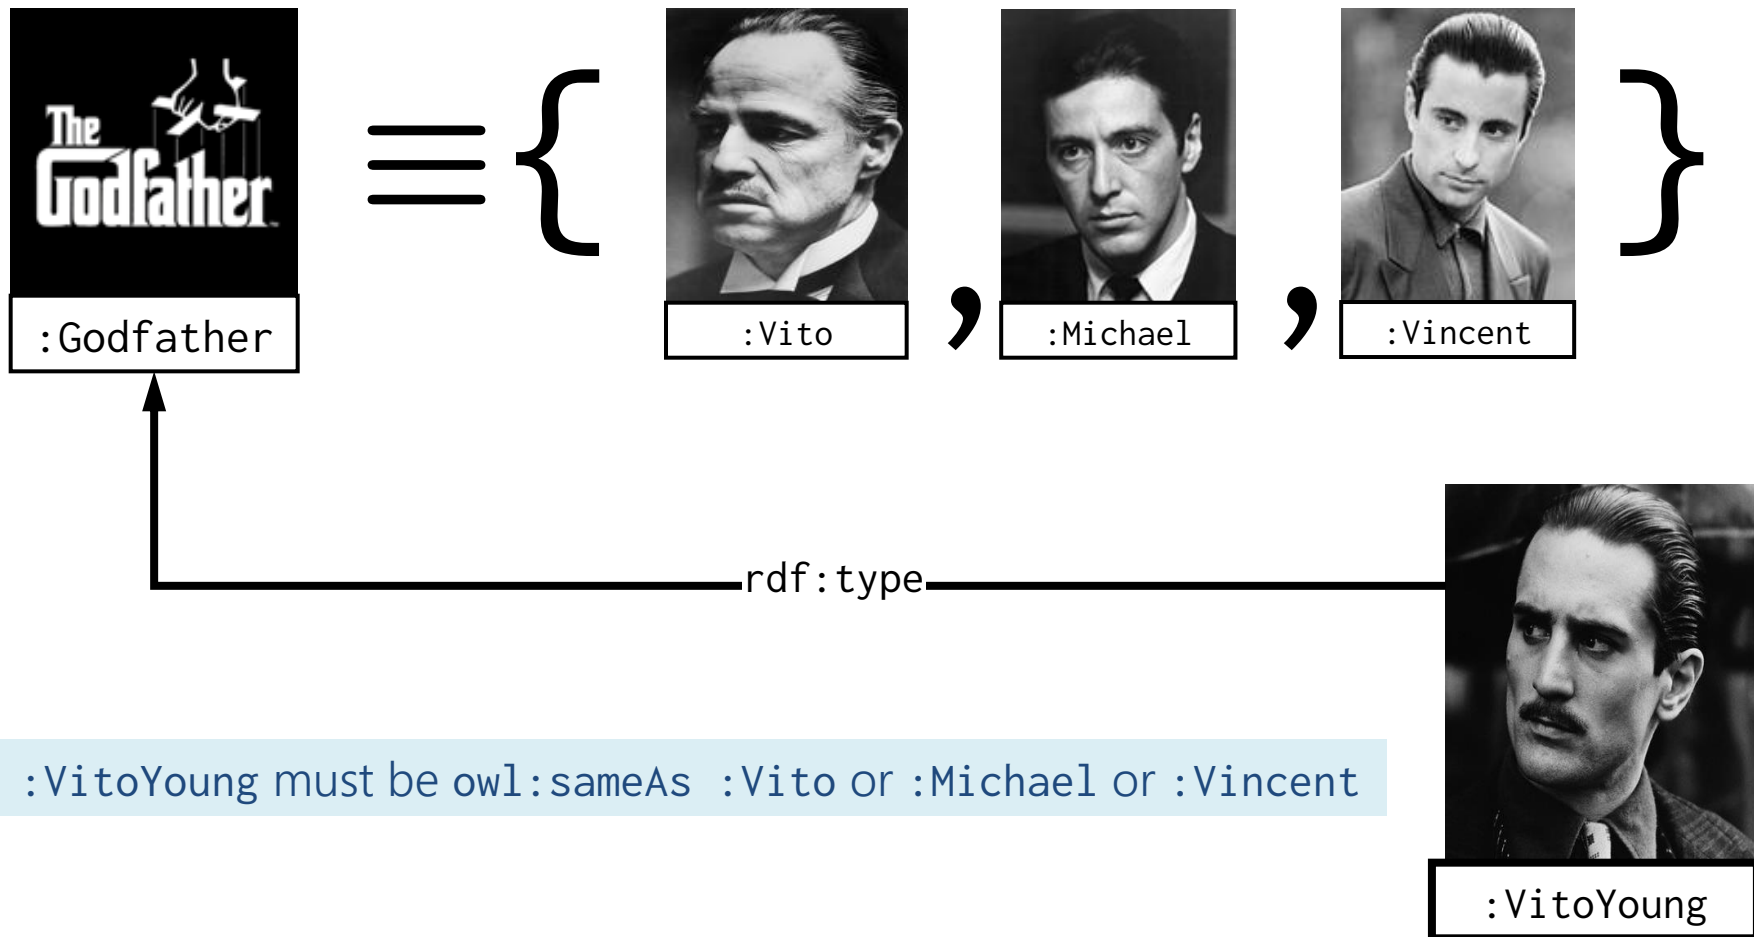 The
Godfather
≡ {
,
,
}
:Godfather
:Vito
:Michael
:Vincent
rdf:type
:VitoYoung must be owl:sameAs :Vito or :Michael or :Vincent
:VitoYoung